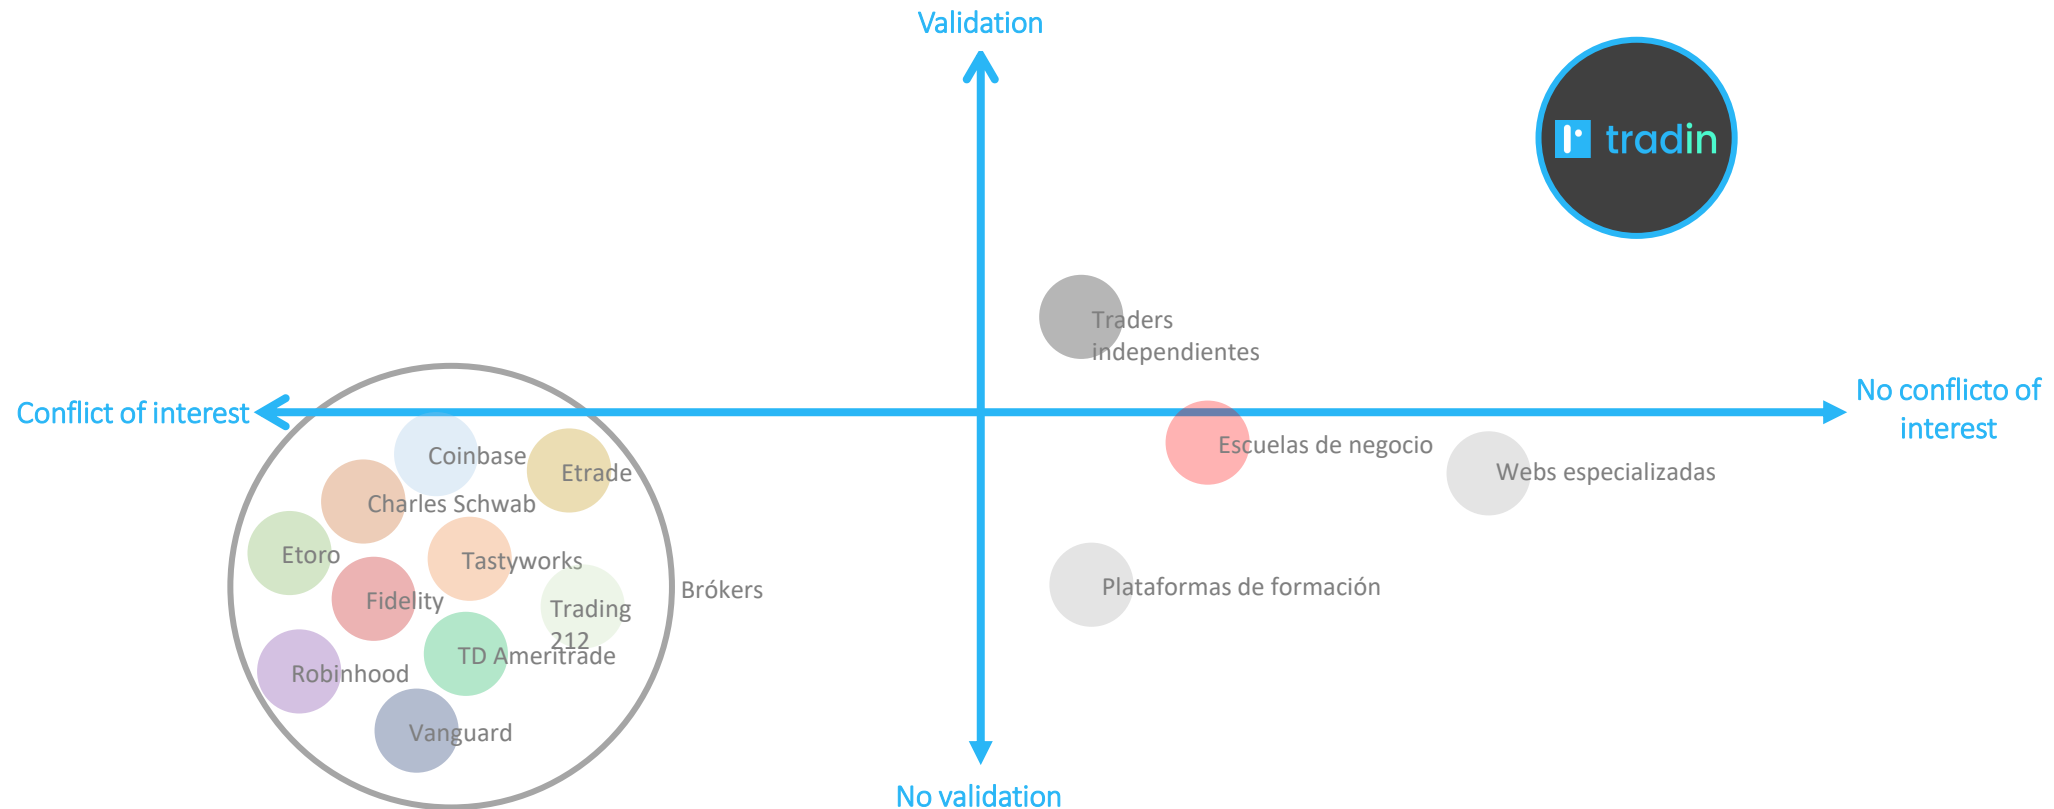 Validation
tradin
Traders
independientes
Conflict of interest
No conflicto of
interest
Coinbase
Etrade
Escuelas de negocio
Webs especializadas
Charles Schwab
Etoro
Tastyworks
Fidelity
Trading
212
Brókers
Plataformas de formación
TD Ameritrade
Robinhood
Vanguard
No validation